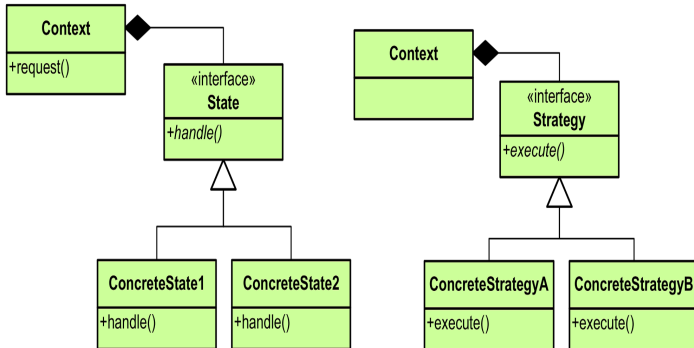 Context
+request()
«interface»
State
+handle()
ConcreteState1
+handle()
ConcreteState2
+handle()
Context
«interface»
Strategy
+execute()
ConcreteStrategyA
+execute()
ConcreteStrategyB
+execute()